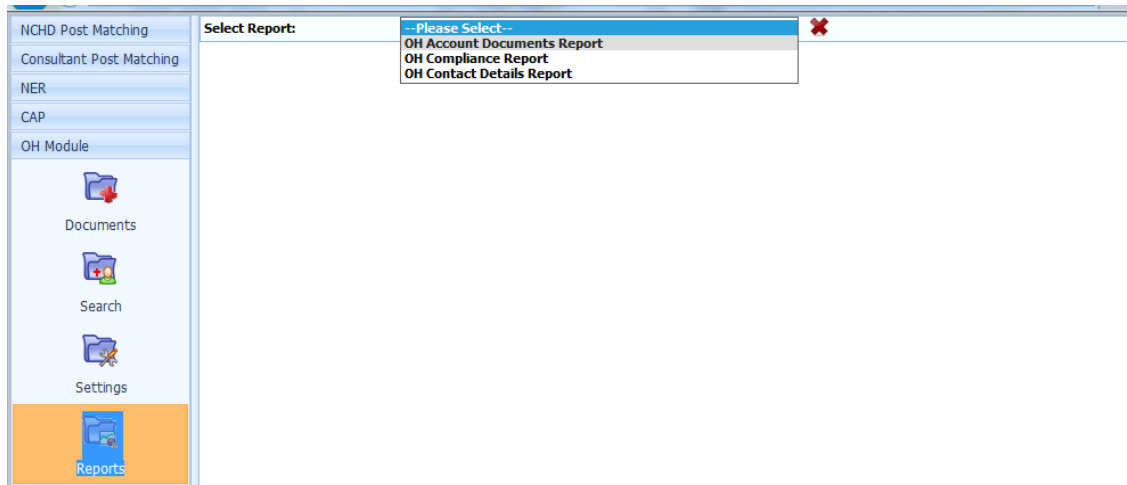 NCHD Post Matching
Consultant Post Matching
NER
CAP
OH Module
Documents
Search
Settings
Reports
Select Report:
--Please Select--
OH Account Documents Report
OH Compliance Report
OH Contact Details Report